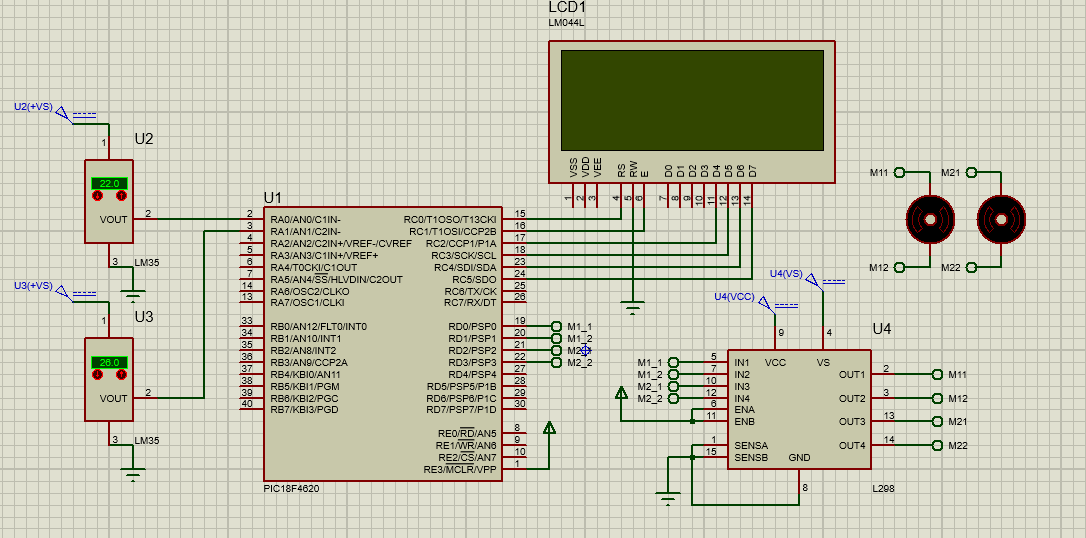 LCD1
LM044L
VSS
VDD
VEE
RS
RW
E
D0
D1
D2
D3
D4
D5
D6
D7
1
2
3
4
5
6
7
8
9
10
11
12
13
14
U2(+VS)
U2
1
22.0
VOUT
2
3
LM35
U3(+VS)
U3
1
26.0
VOUT
2
3
LM35
U1
2 RA0/AN0/C1IN-
3 RA1/AN1/C2IN-
4 RA2/AN2/C2IN+/VREF-/CVREF
5 RA3/AN3/C1IN+/VREF+
6 RA4/T0CKI/C1OUT
7 RA5/AN4/SS/HLVDIN/C2OUT
14 RA6/OSC2/CLKO
13 RA7/OSC1/CLKI
33 RB0/AN12/FLT0/INT0
34 RB1/AN10/INT1
35 RB2/AN8/INT2
36 RB3/AN9/CCP2A
37 RB4/KBI0/AN11
38 RB5/KBI1/PGM
39 RB6/KBI2/PGC
40 RB7/KBI3/PGD
RC0/T1OSO/T13CKI 15
RC1/T1OSI/CCP2B 16
RC2/CCP1/P1A 17
RC3/SCK/SCL 18
RC4/SDI/SDA 23
RC5/SDO 24
RC6/TX/CK 25
RC7/RX/DT 26
RD0/PSP0 19 M1_1
RD1/PSP1 20 M1_2
RD2/PSP2 21
RD3/PSP3 22 M2_2
RD4/PSP4 27
RD5/PSP5/P1B 28
RD6/PSP6/P1C 29
RD7/PSP7/P1D 30
RE0/RD/AN5 8
RE1/WR/AN6 9
RE2/CS/AN7 10
RE3/MCLR/VPP 1
PIC18F4620
M11
M21
M12
M22
U4(VS)
U4(VCC)
U4
9
4
VCC
VS
M1_1 5 IN1
M1_2 7 IN2
M2_1 10 IN3
M2_2 12 IN4
6 ENA
11 ENB
1 SENSA
15 SENSB
OUT1 2 M11
OUT2 3 M12
OUT3 13 M21
OUT4 14 M22
GND
8
L298